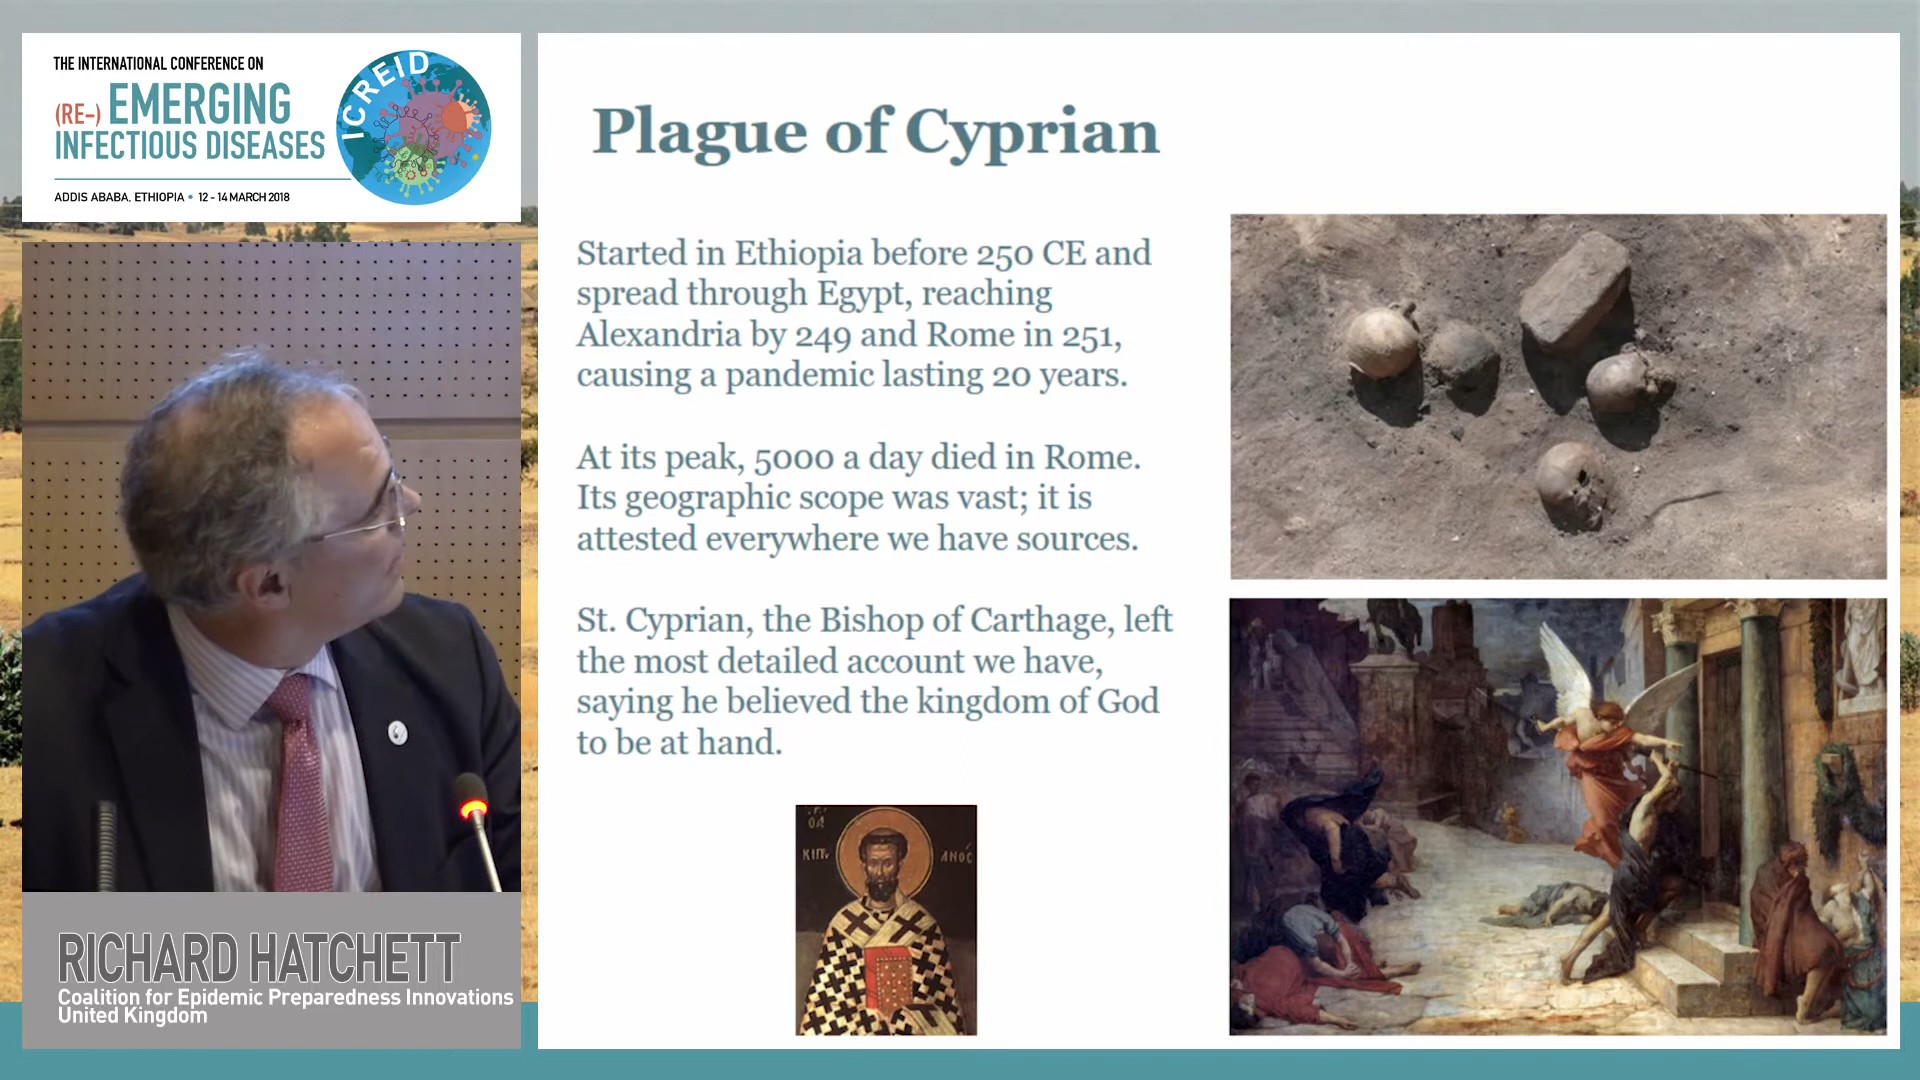 THE INTERNATIONAL CONFERENCE ON
(RE-) EMERGING
INFECTIOUS DISEASES
ADDIS ABABA, ETHIOPIA • 12 - 14 MARCH 2018
ICREID
Plague of Cyprian
Started in Ethiopia before 250 CE and
spread through Egypt, reaching
Alexandria by 249 and Rome in 251,
causing a pandemic lasting 20 years.
At its peak, 5000 a day died in Rome.
Its geographic scope was vast; it is
attested everywhere we have sources.
St. Cyprian, the Bishop of Carthage, left
the most detailed account we have,
saying he believed the kingdom of God
to be at hand.
RICHARD HATCHETT
Coalition for Epidemic Preparedness Innovations
United Kingdom